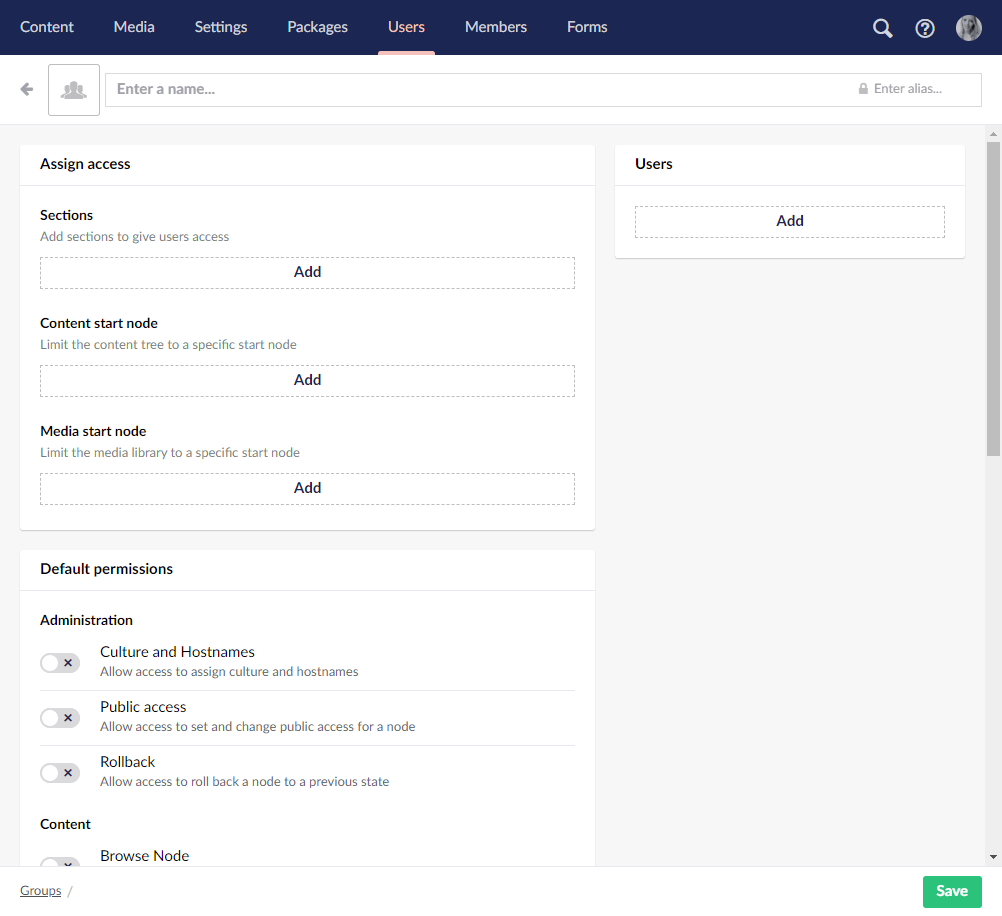 Content Media Settings Packages Users Members Forms
Enter a name... Enter alias...
Assign access
Sections
Add sections to give users access
Add
Content start node
Limit the content tree to a specific start node
Add
Media start node
Limit the media library to a specific start node
Add
Users
Add
Default permissions
Administration
Culture and Hostnames
Allow access to assign culture and hostnames
Public access
Allow access to set and change public access for a node
Rollback
Allow access to roll back a node to a previous state
Content
Browse Node
Groups /
Save